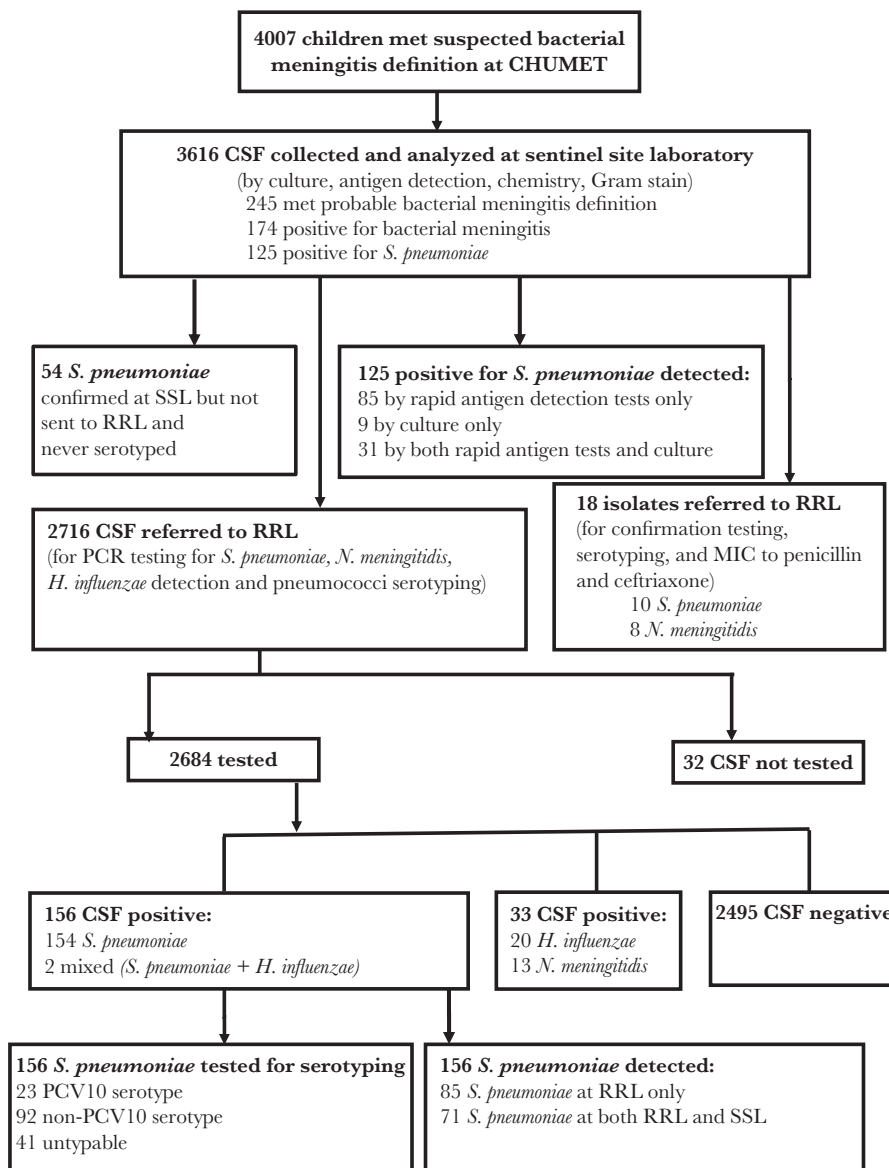 4007 children met suspected bacterial
meningitis definition at CHUMET
3616 CSF collected and analyzed at sentinel site laboratory
(by culture, antigen detection, chemistry, Gram stain)
245 met probable bacterial meningitis definition
174 positive for bacterial meningitis
125 positive for S. pneumoniae
54 S. pneumoniae
confirmed at SSL but not
sent to RRL and
never serotyped
125 positive for S. pneumoniae detected:
85 by rapid antigen detection tests only
9 by culture only
31 by both rapid antigen tests and culture
18 isolates referred to RRL
(for confirmation testing,
serotyping, and MIC to penicillin
and ceftriaxone)
10 S. pneumoniae
8 N. meningitidis
2716 CSF referred to RRL
(for PCR testing for S. pneumoniae, N. meningitidis,
H. influenzae detection and pneumococci serotyping)
2684 tested
32 CSF not tested
156 CSF positive:
154 S. pneumoniae
2 mixed (S. pneumoniae + H. influenzae)
33 CSF positive:
20 H. influenzae
13 N. meningitidis
2495 CSF negative
156 S. pneumoniae tested for serotyping
23 PCV10 serotype
92 non-PCV10 serotype
41 untypable
156 S. pneumoniae detected:
85 S. pneumoniae at RRL only
71 S. pneumoniae at both RRL and SSL